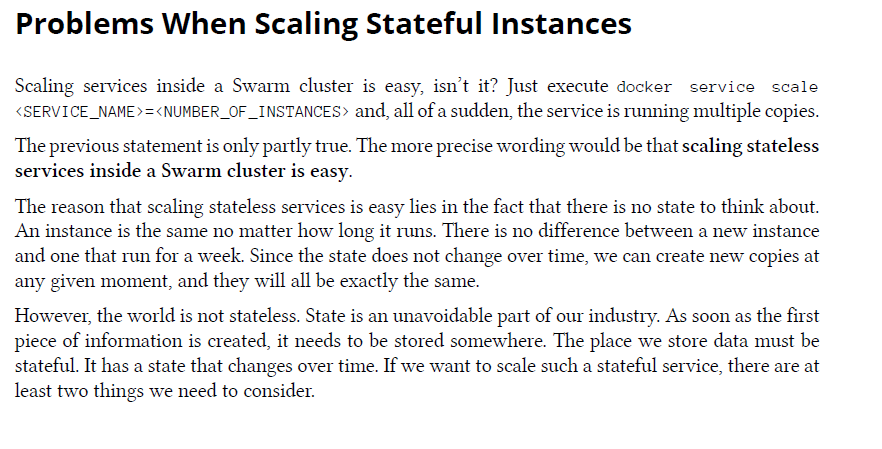 Problems When Scaling Stateful Instances
Scaling services inside a Swarm cluster is easy, isn’t it? Just execute docker service scale
<SERVICE_NAME>=<NUMBER_OF_INSTANCES> and, all of a sudden, the service is running multiple copies.
The previous statement is only partly true. The more precise wording would be that scaling stateless
services inside a Swarm cluster is easy.
The reason that scaling stateless services is easy lies in the fact that there is no state to think about.
An instance is the same no matter how long it runs. There is no difference between a new instance
and one that run for a week. Since the state does not change over time, we can create new copies at
any given moment, and they will all be exactly the same.
However, the world is not stateless. State is an unavoidable part of our industry. As soon as the first
piece of information is created, it needs to be stored somewhere. The place we store data must be
stateful. It has a state that changes over time. If we want to scale such a stateful service, there are at
least two things we need to consider.